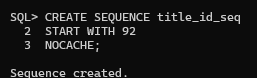 SQL> CREATE SEQUENCE title_id_seq
  2  START WITH 92
  3  NOCACHE;
Sequence created.